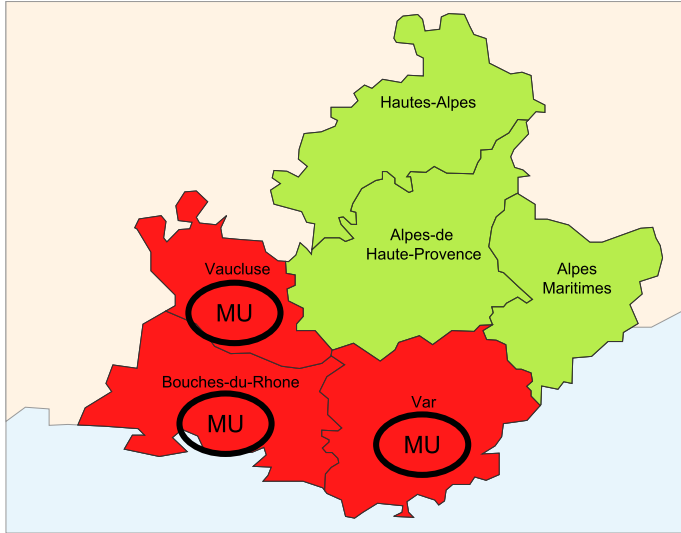 Hautes-Alpes
Alpes-de
Haute-Provence
Alpes
Maritimes
Vaucluse
MU
Bouches-du-Rhone
MU
Var
MU